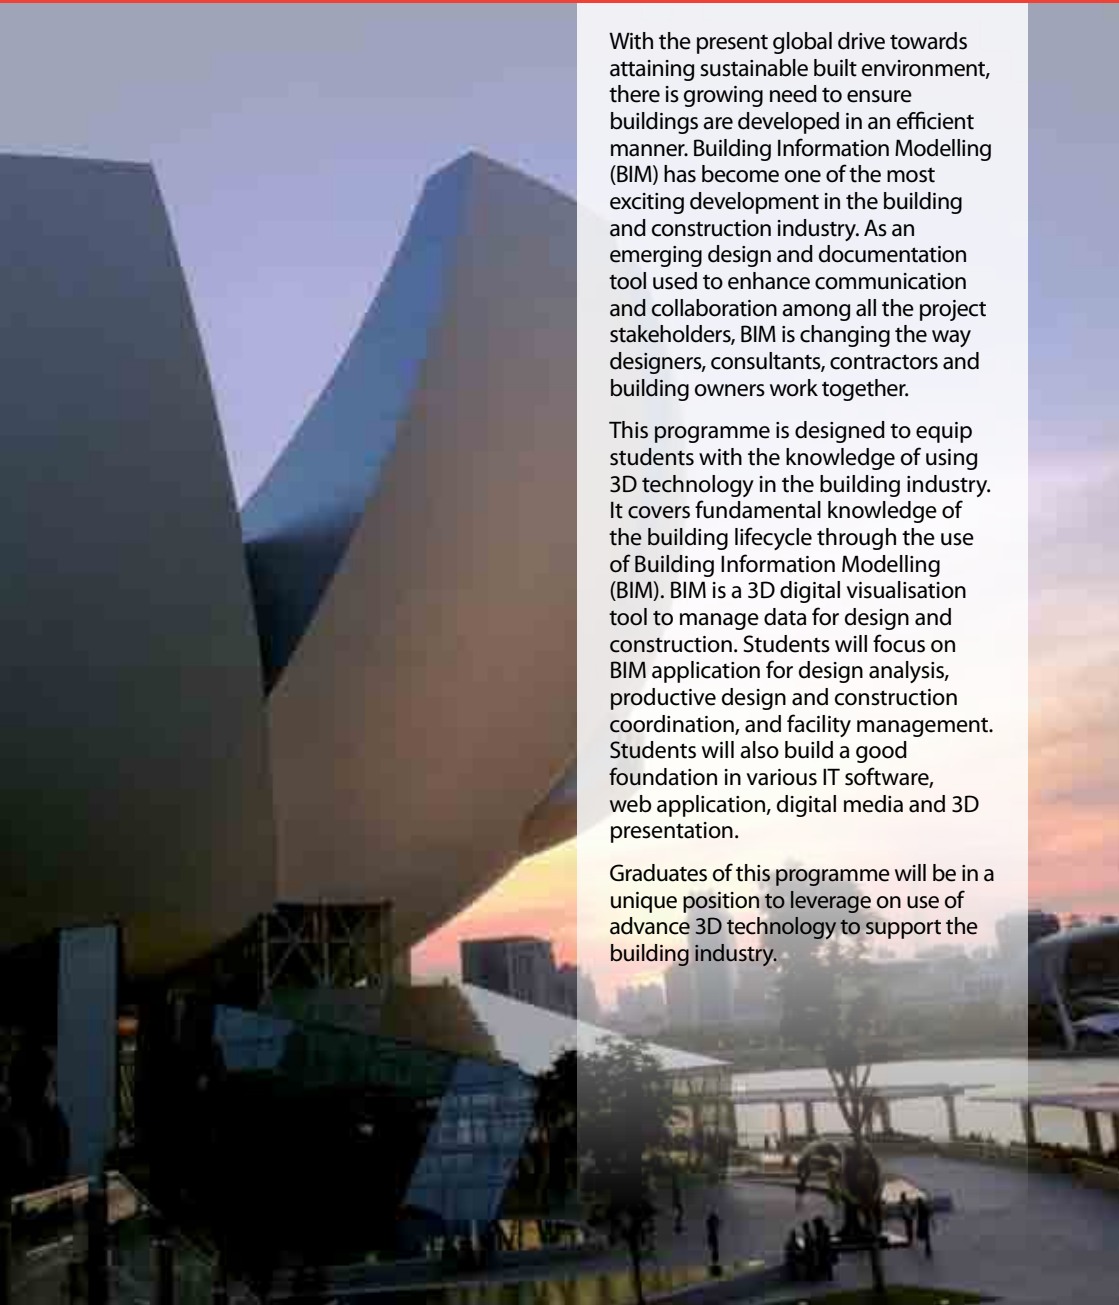 With the present global drive towards
attaining sustainable built environment,
there is growing need to ensure
buildings are developed in an efficient
manner. Building Information Modelling
(BIM) has become one of the most
exciting development in the building
and construction industry. As an
emerging design and documentation
tool used to enhance communication
and collaboration among all the project
stakeholders, BIM is changing the way
designers, consultants, contractors and
building owners work together.
This programme is designed to equip
students with the knowledge of using
3D technology in the building industry.
It covers fundamental knowledge of
the building lifecycle through the use
of Building Information Modelling
(BIM). BIM is a 3D digital visualisation
tool to manage data for design and
construction. Students will focus on
BIM application for design analysis,
productive design and construction
coordination, and facility management.
Students will also build a good
foundation in various IT software,
web application, digital media and 3D
presentation.
Graduates of this programme will be in a
unique position to leverage on use of
advance 3D technology to support the
building industry.